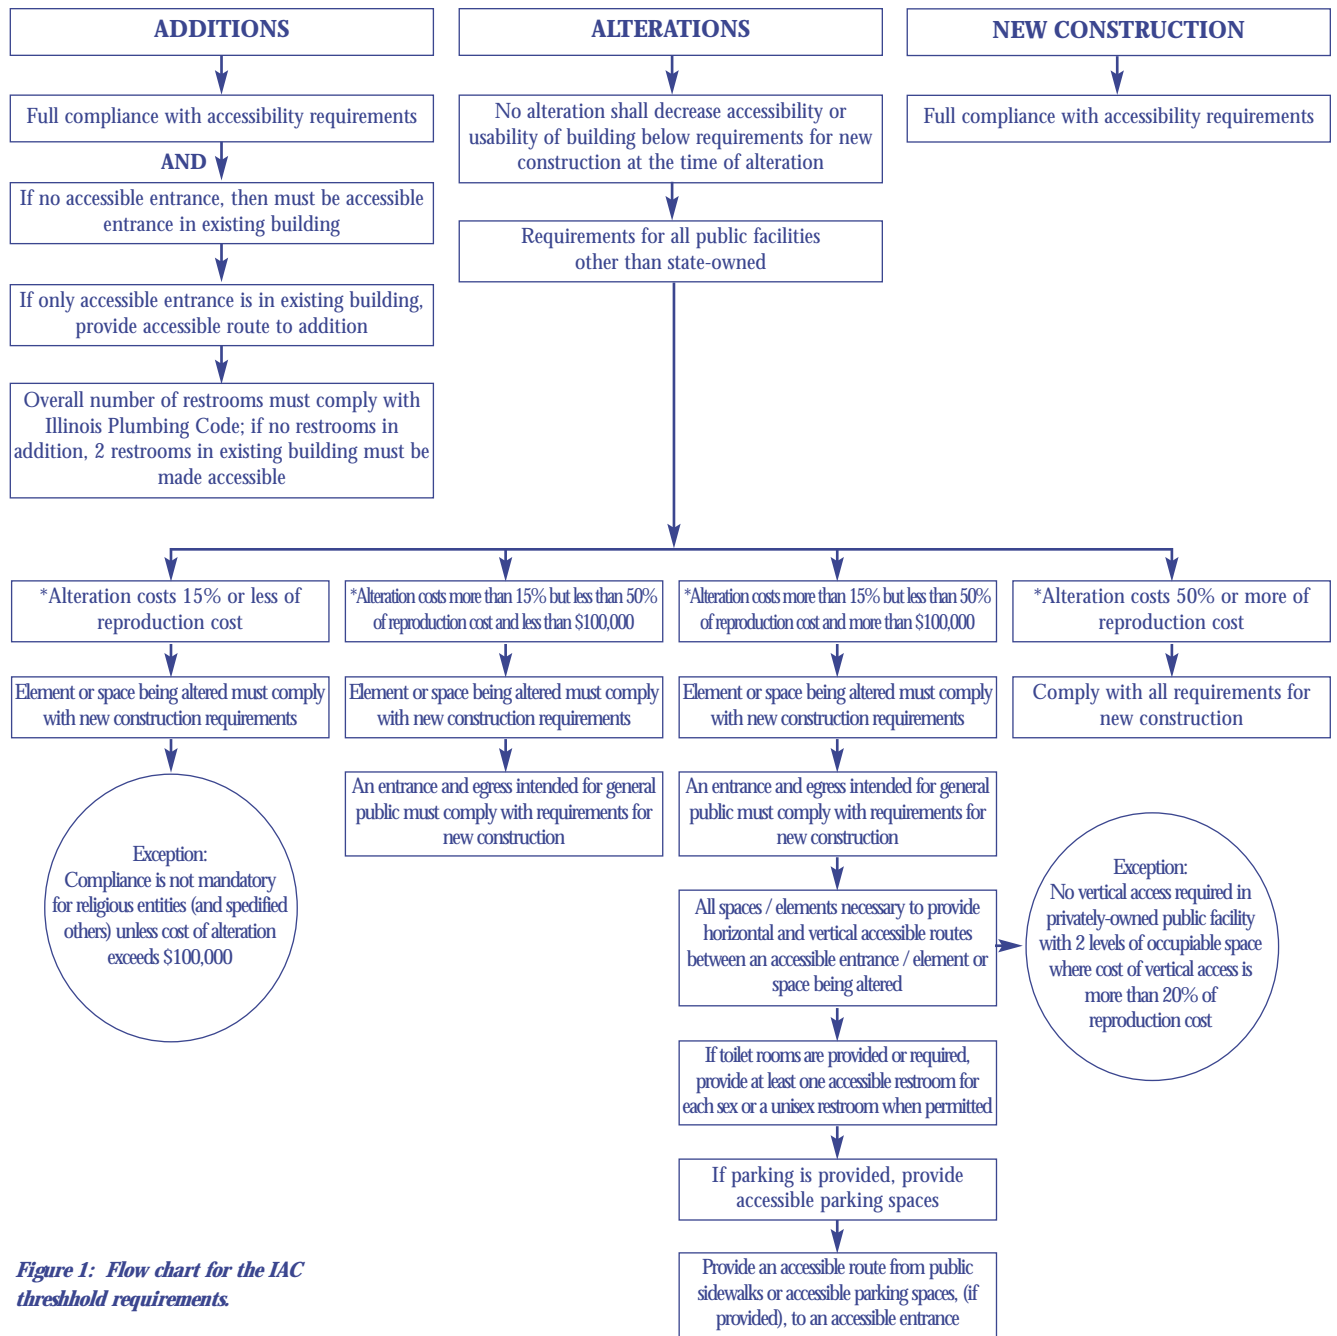 ADDITIONS
Full compliance with accessibility requirements
AND
If no accessible entrance, then must be accessible
entrance in existing building
If only accessible entrance is in existing building,
provide accessible route to addition
Overall number of restrooms must comply with
Illinois Plumbing Code; if no restrooms in
addition, 2 restrooms in existing building must be
made accessible
ALTERATIONS
No alteration shall decrease accessibility or
usability of building below requirements for new
construction at the time of alteration
Requirements for all public facilities
other than state-owned
NEW CONSTRUCTION
Full compliance with accessibility requirements
*Alteration costs 15% or less of
reproduction cost
Element or space being altered must comply
with new construction requirements
Exception:
Compliance is not mandatory
for religious entities (and spedified
others) unless cost of alteration
exceeds $100,000
*Alteration costs more than 15% but less than 50%
of reproduction cost and less than $100,000
Element or space being altered must comply
with new construction requirements
An entrance and egress intended for general
public must comply with requirements for
new construction
*Alteration costs more than 15% but less than 50%
of reproduction cost and more than $100,000
Element or space being altered must comply
with new construction requirements
An entrance and egress intended for general
public must comply with requirements for
new construction
All spaces / elements necessary to provide
horizontal and vertical accessible routes
between an accessible entrance / element or
space being altered
Exception:
No vertical access required in
privately-owned public facility
with 2 levels of occupiable space
where cost of vertical access is
more than 20% of
reproduction cost
If toilet rooms are provided or required,
provide at least one accessible restroom for
each sex or a unisex restroom when permitted
If parking is provided, provide
accessible parking spaces
Provide an accessible route from public
sidewalks or accessible parking spaces, (if
provided), to an accessible entrance
*Alteration costs 50% or more of
reproduction cost
Comply with all requirements for
new construction
Figure 1: Flow chart for the IAC
threshhold requirements.